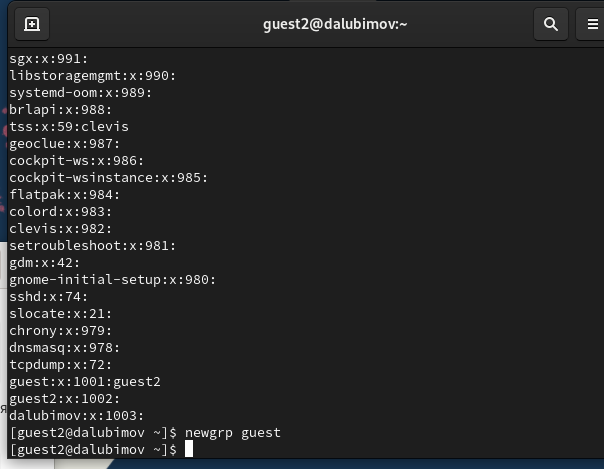 guest2@dalubimov:~
sgx:x:991:
libstoragemgmt:x:990:
systemd-oom:x:989:
brlapi:x:988:
tss:x:59:clevis
geoclue:x:987:
cockpit-ws:x:986:
cockpit-wsinstance:x:985:
flatpak:x:984:
colord:x:983:
clevis:x:982:
setroubleshoot:x:981:
gdm:x:42:
gnome-initial-setup:x:980:
sshd:x:74:
slocate:x:21:
chrony:x:979:
dnsmasq:x:978:
tcpdump:x:72:
guest:x:1001:guest2
guest2:x:1002:
dalubimov:x:1003:
[guest2@dalubimov ~]$ newgrp guest
[guest2@dalubimov ~]$